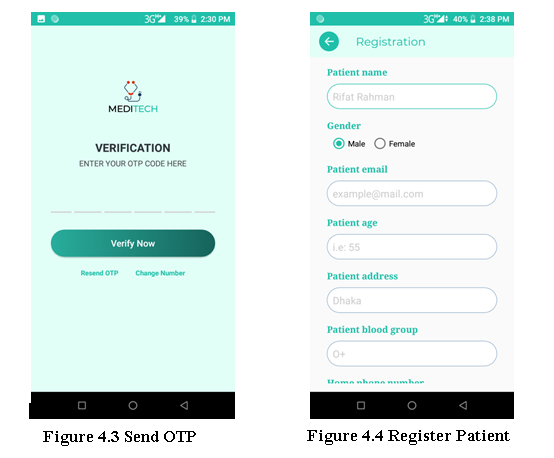 3G 39% 2:30 PM
MEDITECH
VERIFICATION
ENTER YOUR OTP CODE HERE
Verify Now
Resend OTP Change Number
Figure 4.3 Send OTP
3G 40% 2:38 PM
Registration
Patient name
Rifat Rahman
Gender
Male Female
Patient email
example@mail.com
Patient age
i.e: 55
Patient address
Dhaka
Patient blood group
O+
Home phone number
Figure 4.4 Register Patient